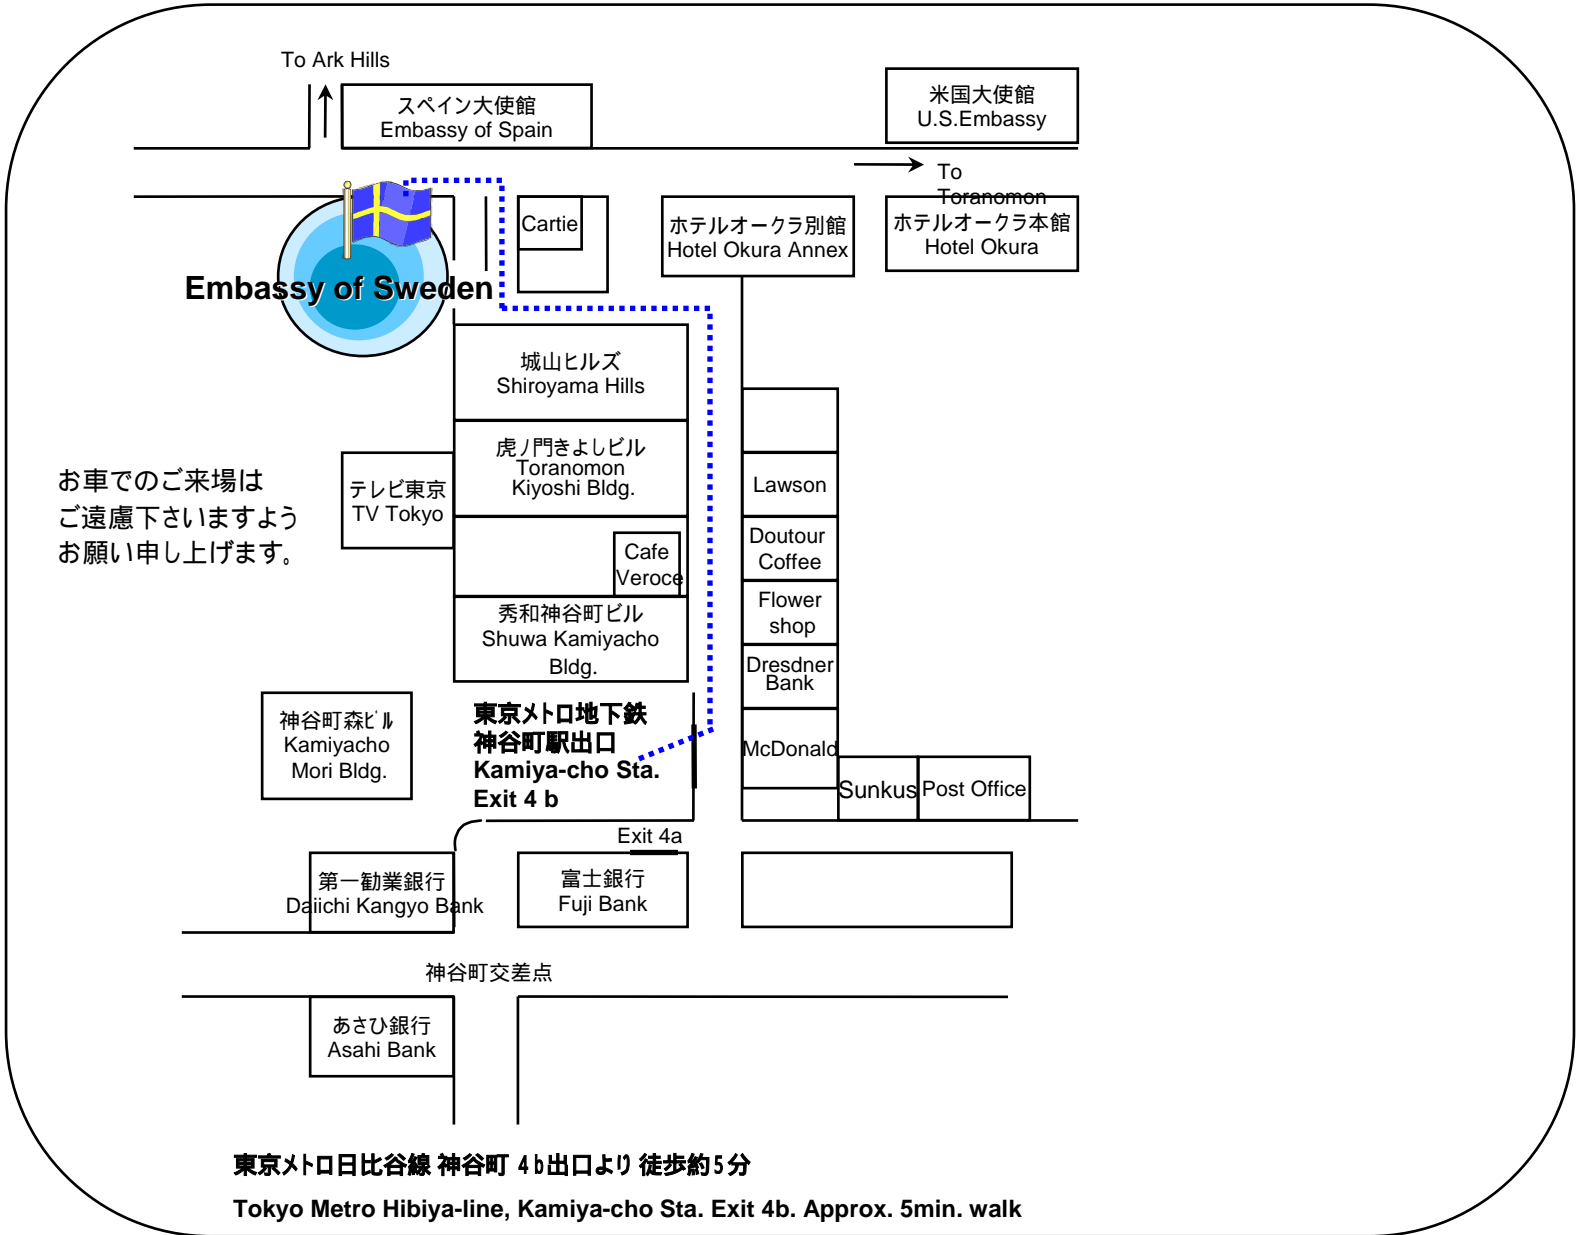 To Ark Hills
スペイン大使館
Embassy of Spain
米国大使館
U.S.Embassy
To
Toranomon
Cartie
ホテルオークラ別館
Hotel Okura Annex
ホテルオークラ本館
Hotel Okura
Embassy of Sweden
城山ヒルズ
Shiroyama Hills
虎ノ門きよしビル
Toranomon
Kiyoshi Bldg.
お車でのご来場は
ご遠慮下さいますよう
お願い申し上げます。
テレビ東京
TV Tokyo
Lawson
Cafe
Veroce
Doutour
Coffee
Flower
shop
秀和神谷町ビル
Shuwa Kamiyacho
Bldg.
Dresdner
Bank
神谷町森ビル
Kamiyacho
Mori Bldg.
東京メトロ地下鉄
神谷町駅出口
Kamiya-cho Sta.
Exit 4 b
McDonald
Sunkus
Post Office
Exit 4a
第一勧業銀行
Daiichi Kangyo Bank
富士銀行
Fuji Bank
神谷町交差点
あさひ銀行
Asahi Bank
東京メトロ日比谷線 神谷町 4b出口より 徒歩約5分
Tokyo Metro Hibiya-line, Kamiya-cho Sta. Exit 4b. Approx. 5min. walk